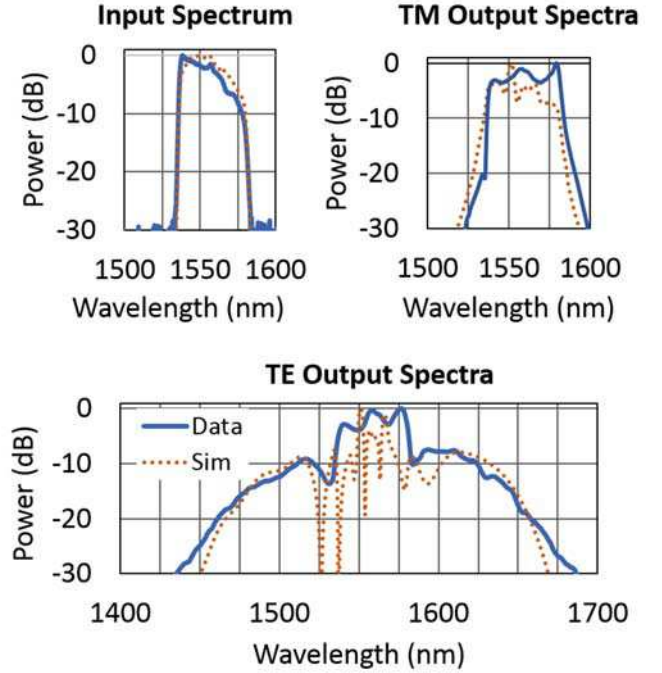 Input Spectrum
Power (dB)
0
-10
-20
-30
1500 1550 1600
Wavelength (nm)
TM Output Spectra
Power (dB)
0
-10
-20
-30
1500 1550 1600
Wavelength (nm)
TE Output Spectra
Power (dB)
0
-10
-20
-30
Data
Sim
1400 1500 1600 1700
Wavelength (nm)